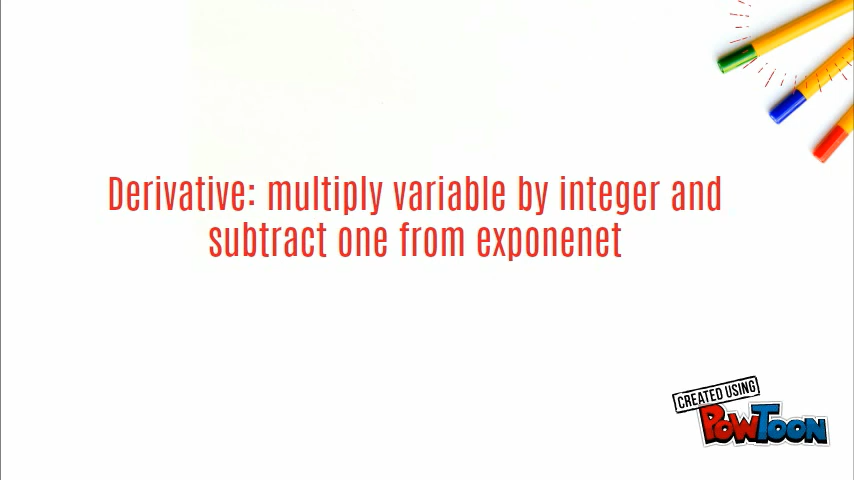 Derivative: multiply variable by integer and
subtract one from exponenet
CREATED USING
POWTOON